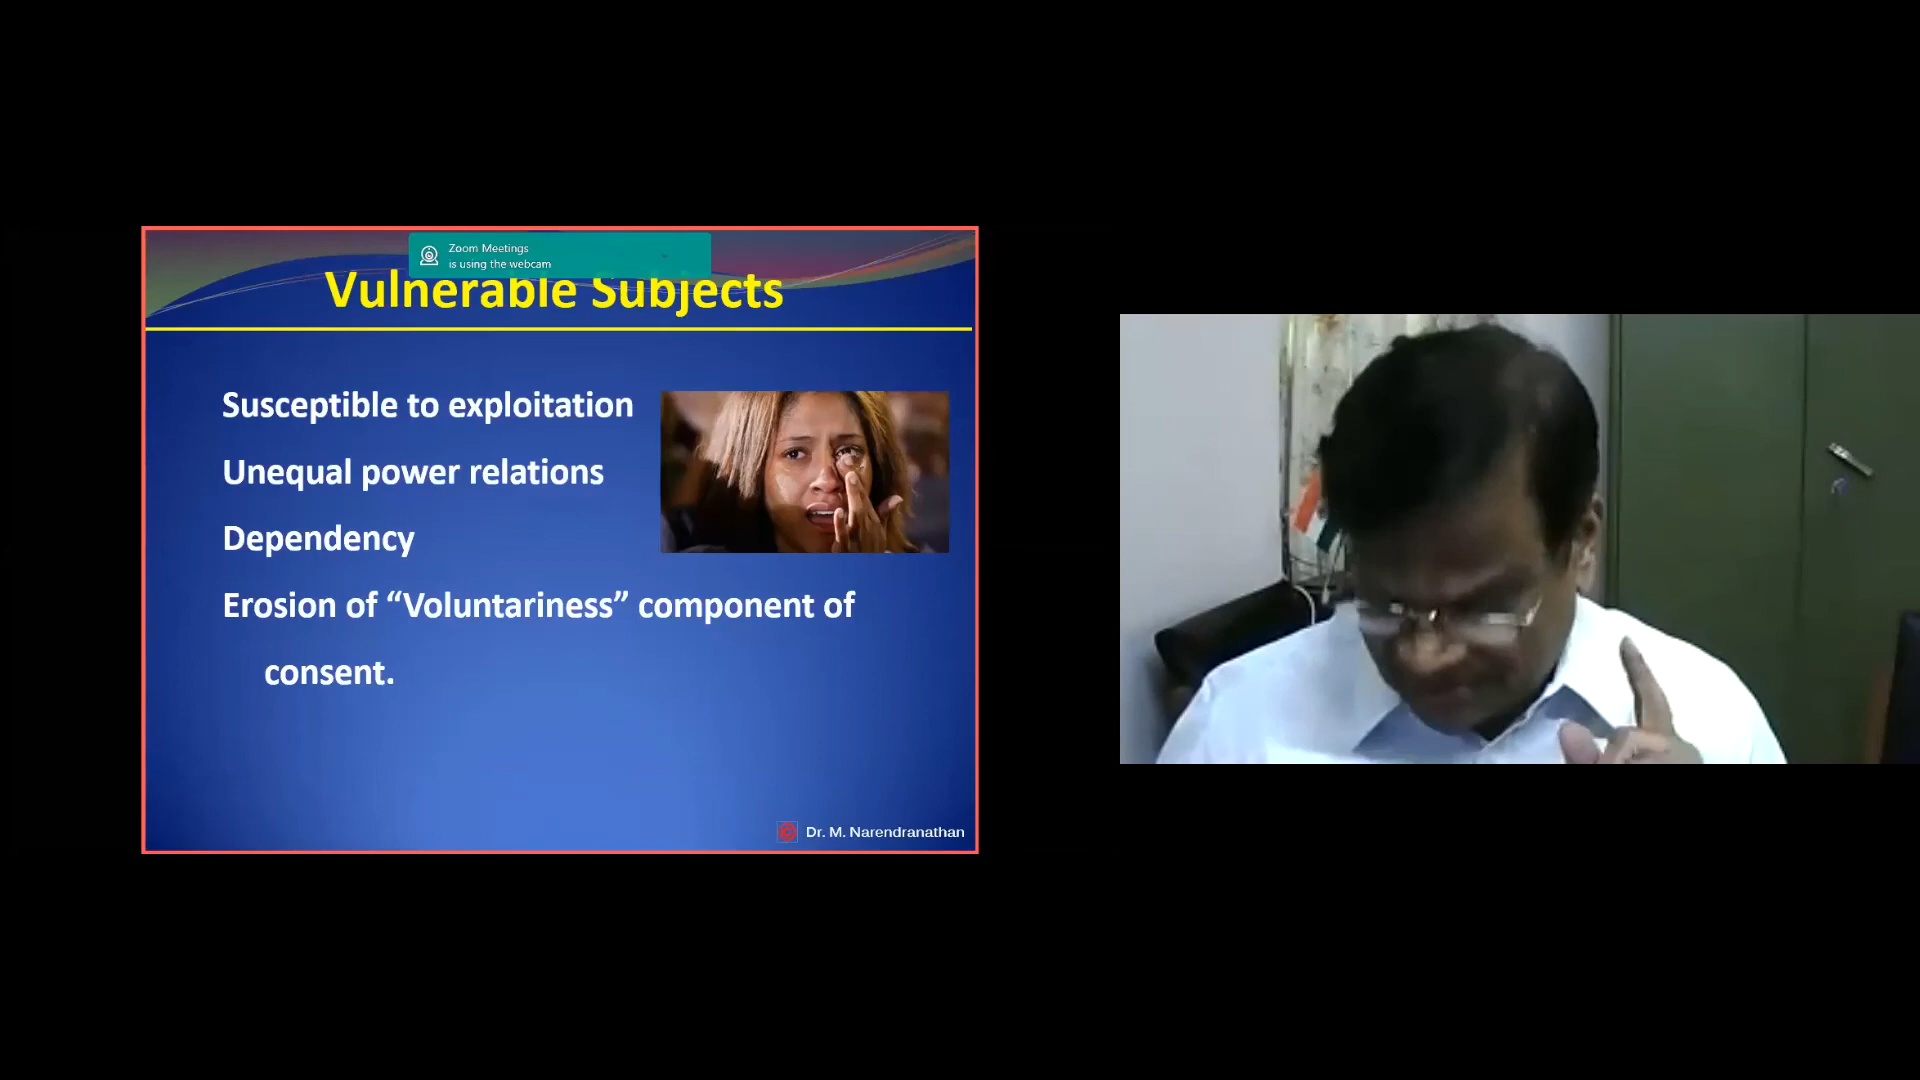 Zoom Meetings
is using the webcam
Vulnerable Subjects
Susceptible to exploitation
Unequal power relations
Dependency
Erosion of “Voluntariness” component of
consent.
Dr. M. Narendranathan